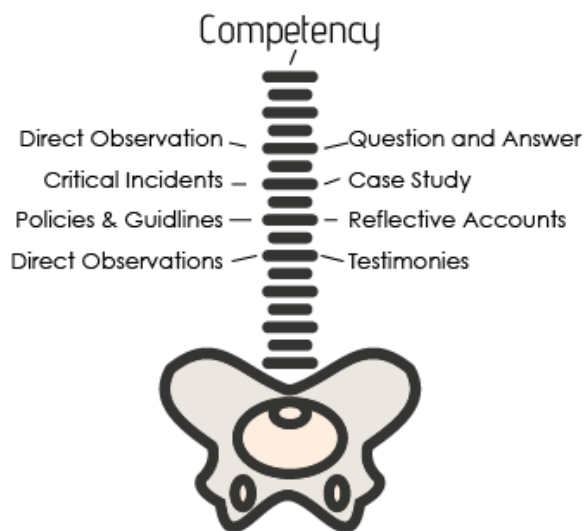 Competency
Direct Observation
Question and Answer
Critical Incidents
Case Study
Policies & Guidlines
Reflective Accounts
Direct Observations
Testimonies